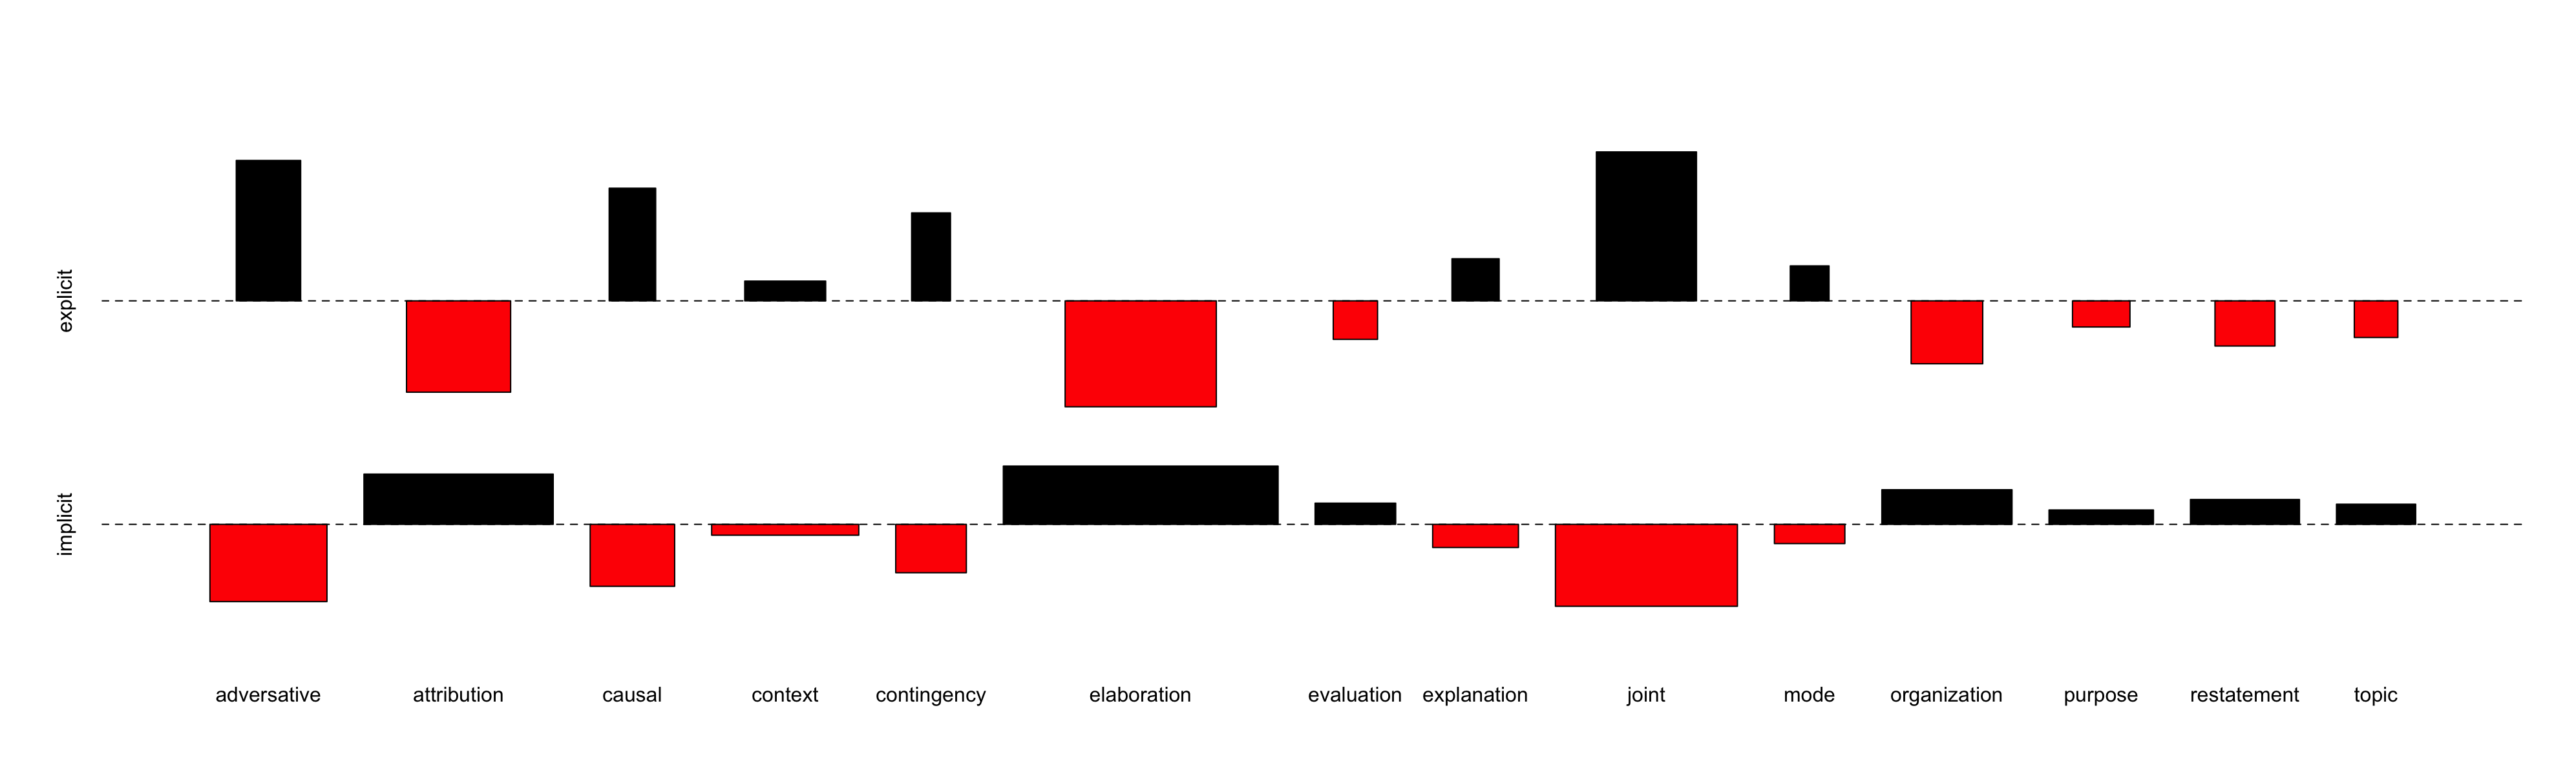 explicit
implicit
adversative attribution causal context contingency elaboration evaluation explanation joint mode organization purpose restatement topic